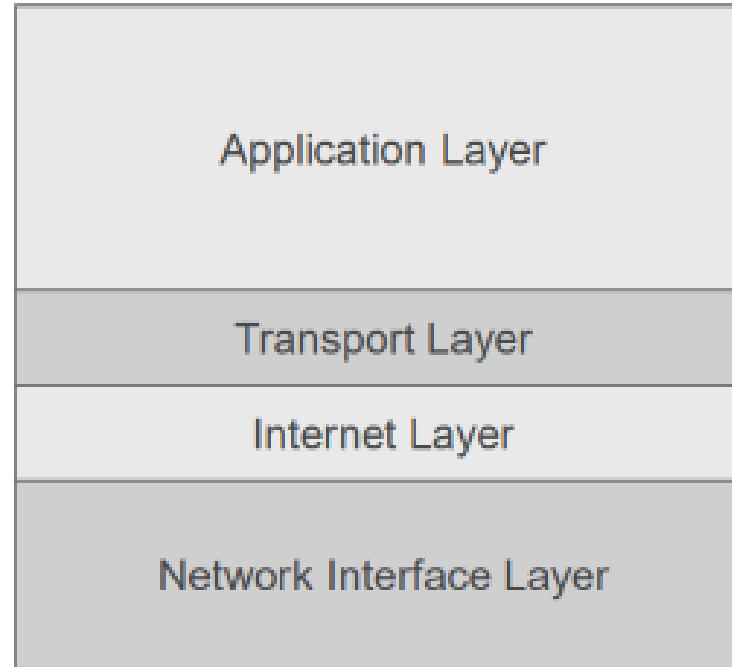 Application Layer
Transport Layer
Internet Layer
Network Interface Layer